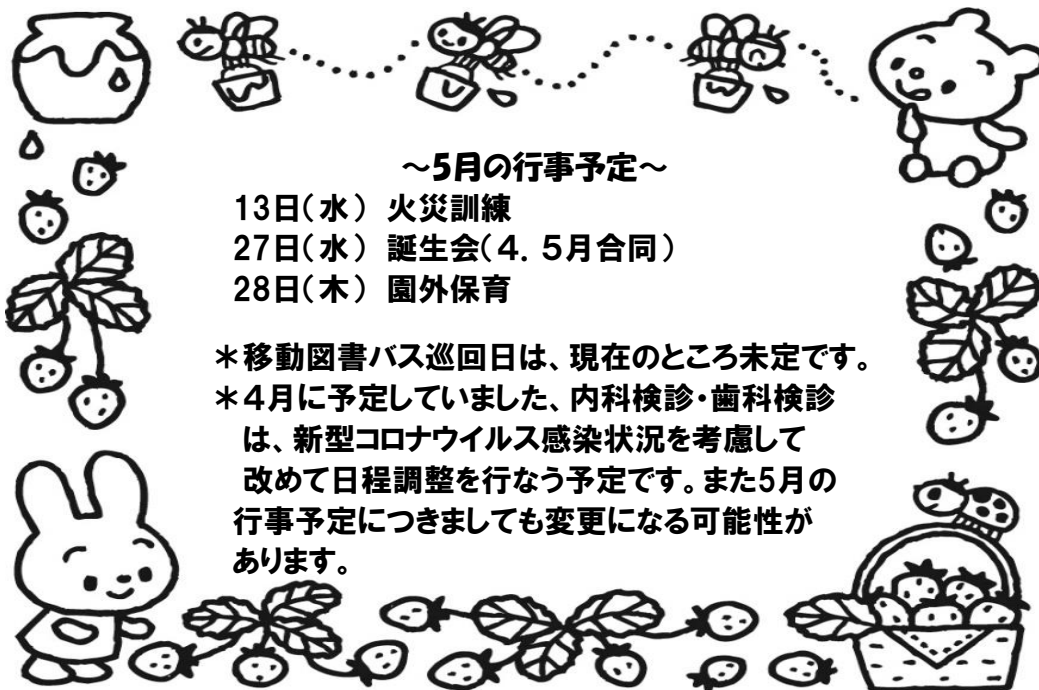 ～5月の行事予定～
13日(水) 火災訓練
27日(水) 誕生会(４．５月合同)
28日(木) 園外保育
＊移動図書バス巡回日は、現在のところ未定です。
＊４月に予定していました、内科検診・歯科検診
は、新型コロナウイルス感染状況を考慮して
改めて日程調整を行なう予定です。また5月の
行事予定につきましても変更になる可能性が
あります。